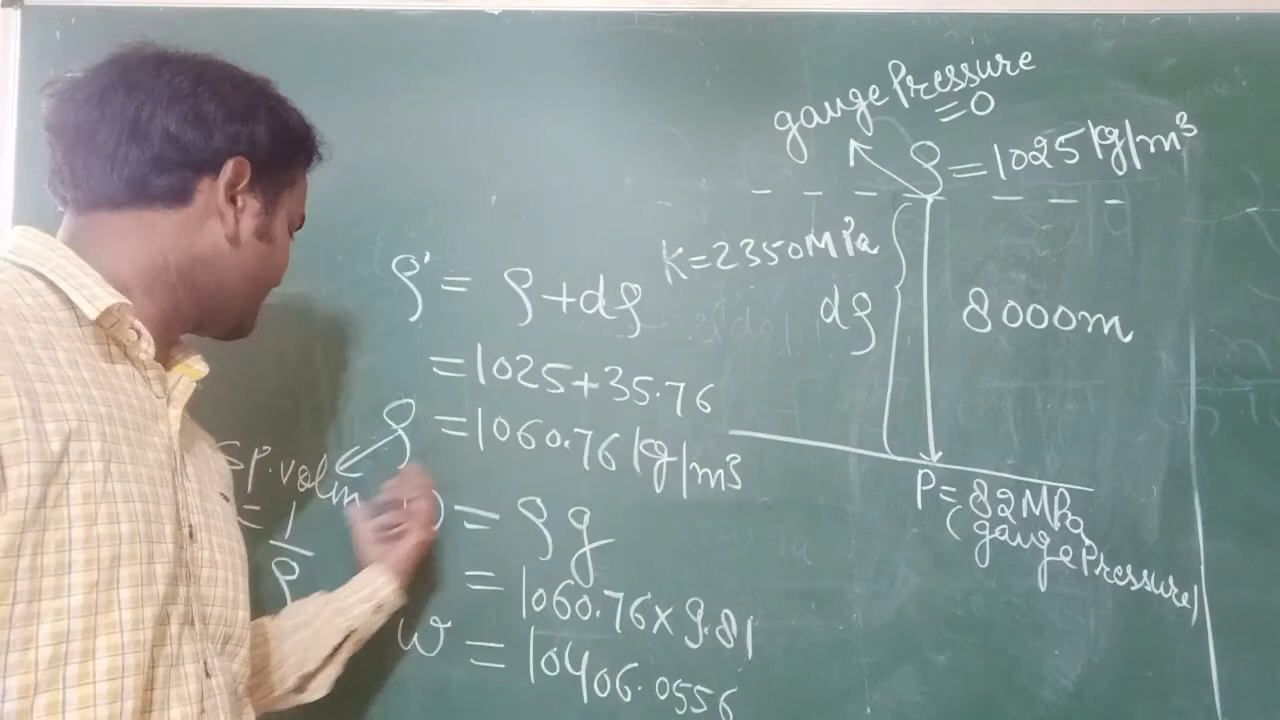 gauge Pressure
=0
ρ=1025 kg/m³
K=2350MPa
ρ' = ρ+dρ
dρ
8000m
=1025+35.76
ρ =1060.76 kg/m3
sp.volm
= 1/ρ
P=82MPa
(gauge Pressure)
= ρg
= 1060.76×9.81
w = 10406.0556